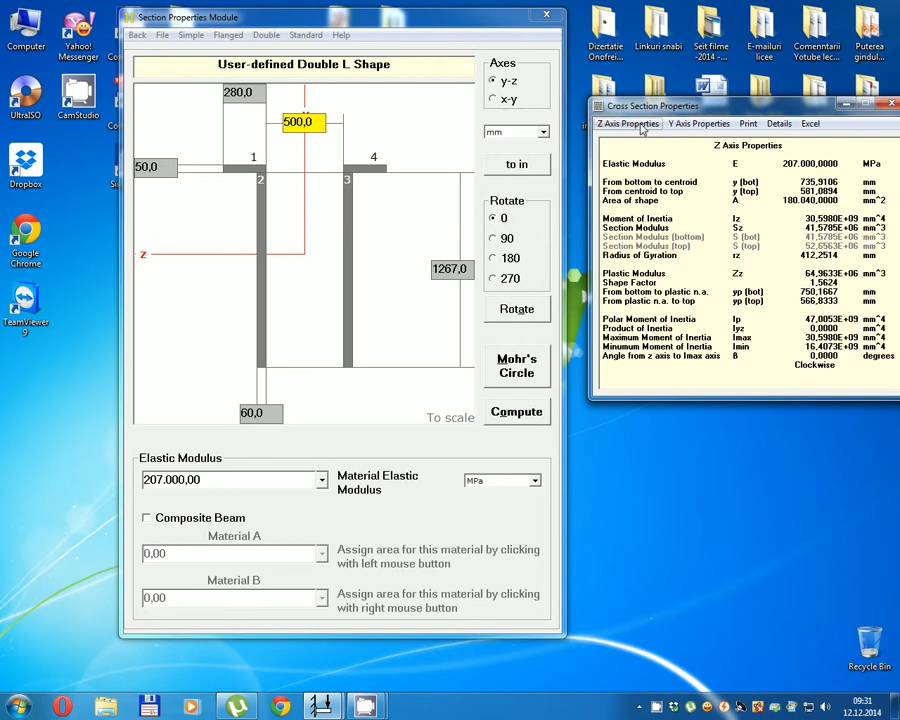 Section Properties Module
Back File Simple Flanged Double Standard Help
User-defined Double L Shape
280,0
500,0
50,0
1
4
2
3
z
1267,0
60,0
To scale
Axes
y-z
x-y
mm
to in
Rotate
0
90
180
270
Rotate
Mohr's
Circle
Compute
Elastic Modulus
207.000,00
Material Elastic
Modulus
MPa
Composite Beam
Material A
0,00
Assign area for this material by clicking
with left mouse button
Material B
0,00
Assign area for this material by clicking
with right mouse button
Cross Section Properties
Z Axis Properties Y Axis Properties Print Details Excel
Z Axis Properties
Elastic Modulus E 207.000,0000 MPa
From bottom to centroid y (bot) 735,9106 mm
From centroid to top y (top) 581,0894 mm
Area of shape A 180.040,0000 mm^2
Moment of Inertia Iz 30,5980E+09 mm^4
Section Modulus Sz 41,5785E+06 mm^3
Section Modulus (bottom) S (bot) 41,5785E+06 mm^3
Section Modulus (top) S (top) 52,6563E+06 mm^3
Radius of Gyration rz 412,2514 mm
Plastic Modulus Zz 64,9633E+06 mm^3
Shape Factor 1,5624
From bottom to plastic n.a. yp (bot) 750,1667 mm
From plastic n.a. to top yp (top) 566,8333 mm
Polar Moment of Inertia Ip 47,0053E+09 mm^4
Product of Inertia Iyz 0,0000 mm^4
Maximum Moment of Inertia Imax 30,5980E+09 mm^4
Minumum Moment of Inertia Imin 16,4073E+09 mm^4
Angle from z axis to Imax axis ß 0,0000 degrees
Clockwise
Computer
Yahoo!
Messenger
UltraISO
CamStudio
Dropbox
Google
Chrome
TeamViewer
Dizertatie
Onofrei...
Linkuri snabi
Seit filme
-2014 -...
E-mailuri
licee
Comenntarii
Yotube lec...
Puterea
gindul...
Recycle Bin
09:31
12.12.2014